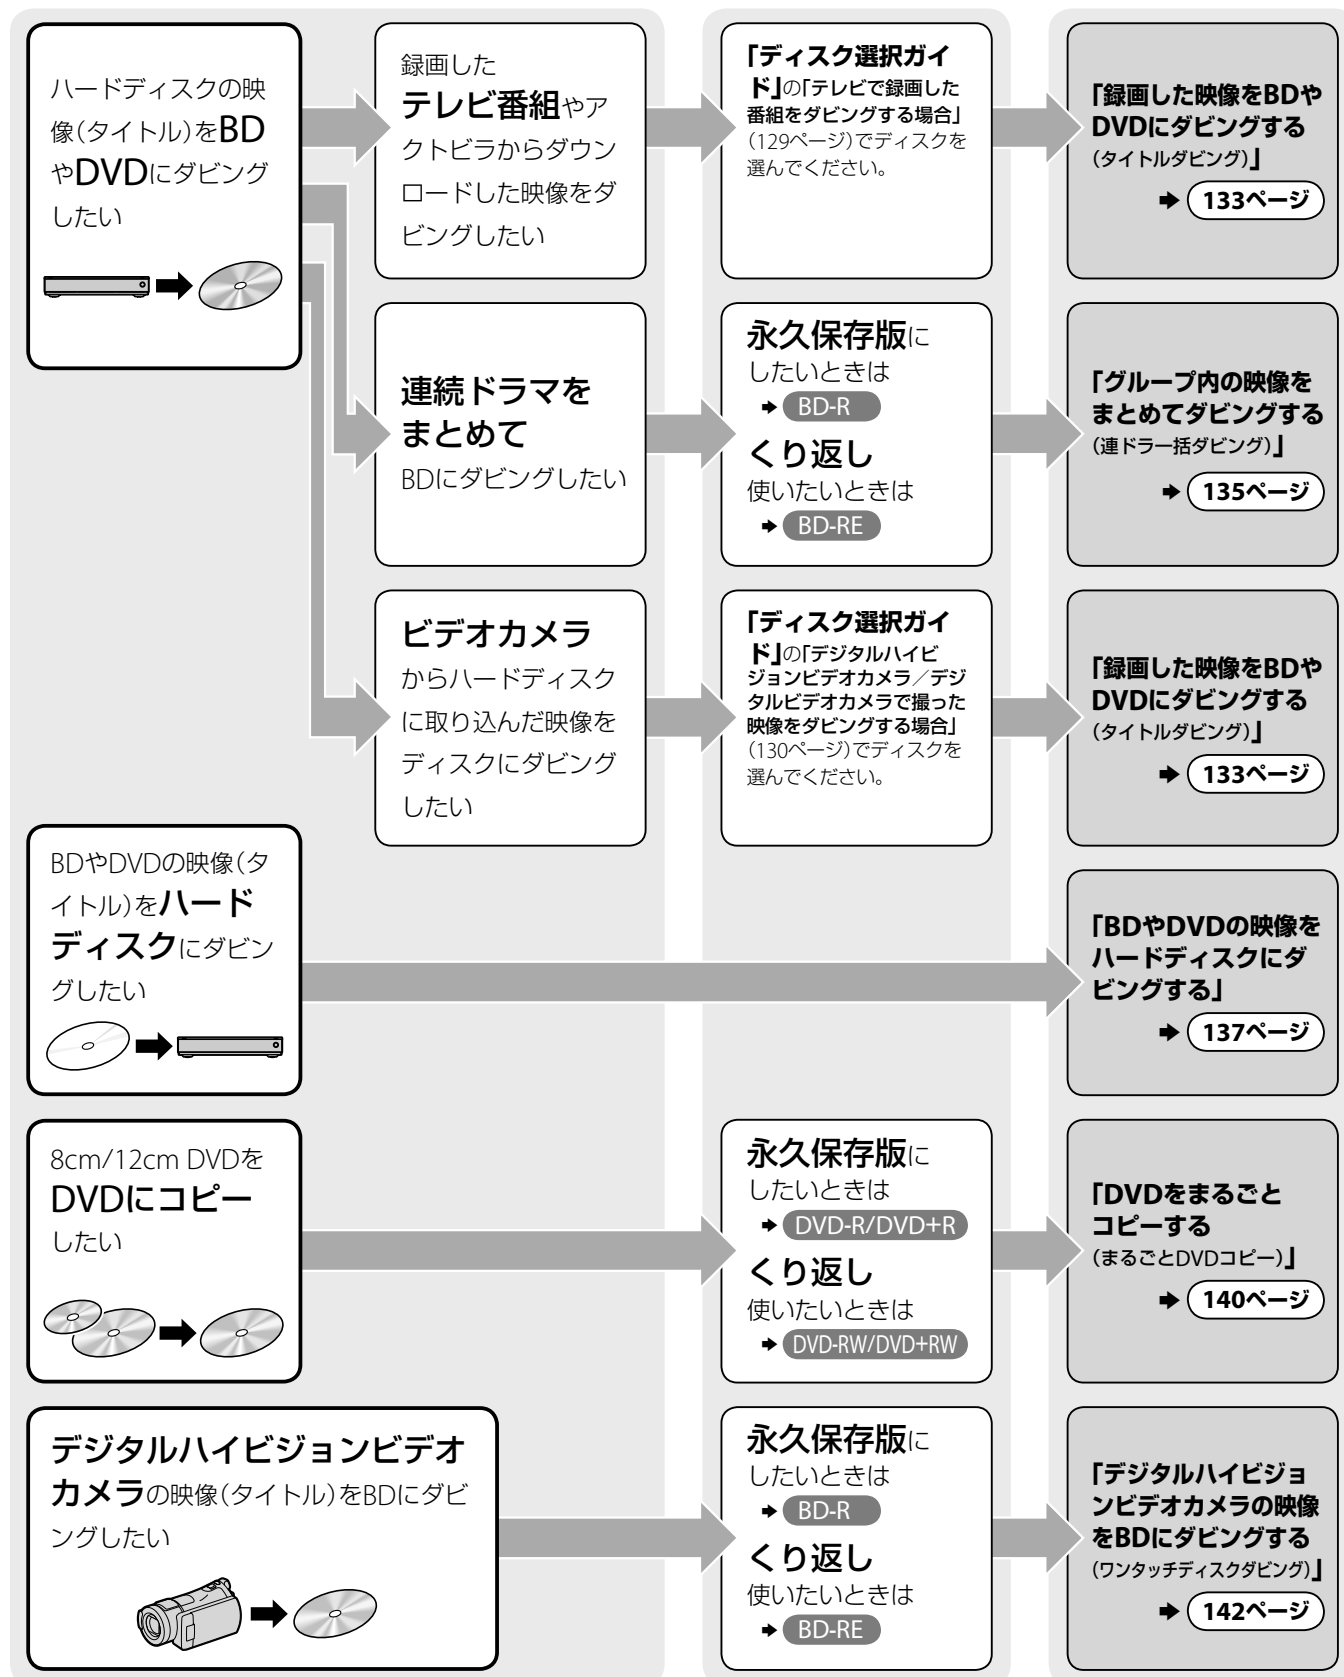 ハードディスクの映
像(タイトル)をBD
やDVDにダビング
したい
録画した
テレビ番組やア
クトビラからダウン
ロードした映像をダ
ビングしたい
「ディスク選択ガイ
ド」の「テレビで録画した
番組をダビングする場合」
(129ページ)でディスクを
選んでください。
「録画した映像をBDや
DVDにダビングする
(タイトルダビング)」
133ページ
連続ドラマを
まとめて
BDにダビングしたい
永久保存版に
したいときは
BD-R
くり返し
使いたいときは
BD-RE
「グループ内の映像を
まとめてダビングする
(連ドラ一括ダビング)」
135ページ
ビデオカメラ
からハードディスク
に取り込んだ映像を
ディスクにダビング
したい
「ディスク選択ガイ
ド」の「デジタルハイビ
ジョンビデオカメラ／デジ
タルビデオカメラで撮った
映像をダビングする場合」
(130ページ)でディスクを
選んでください。
「録画した映像をBDや
DVDにダビングする
(タイトルダビング)」
133ページ
BDやDVDの映像(タ
イトル)をハード
ディスクにダビン
グしたい
「BDやDVDの映像を
ハードディスクにダ
ビングする」
137ページ
8cm/12cm DVDを
DVDにコピー
したい
永久保存版に
したいときは
DVD-R/DVD+R
くり返し
使いたいときは
DVD-RW/DVD+RW
「DVDをまるごと
コピーする
(まるごとDVDコピー)」
140ページ
デジタルハイビジョンビデオ
カメラの映像(タイトル)をBDにダビ
ングしたい
永久保存版に
したいときは
BD-R
くり返し
使いたいときは
BD-RE
「デジタルハイビジョ
ンビデオカメラの映像
をBDにダビングする
(ワンタッチディスクダビング)」
142ページ